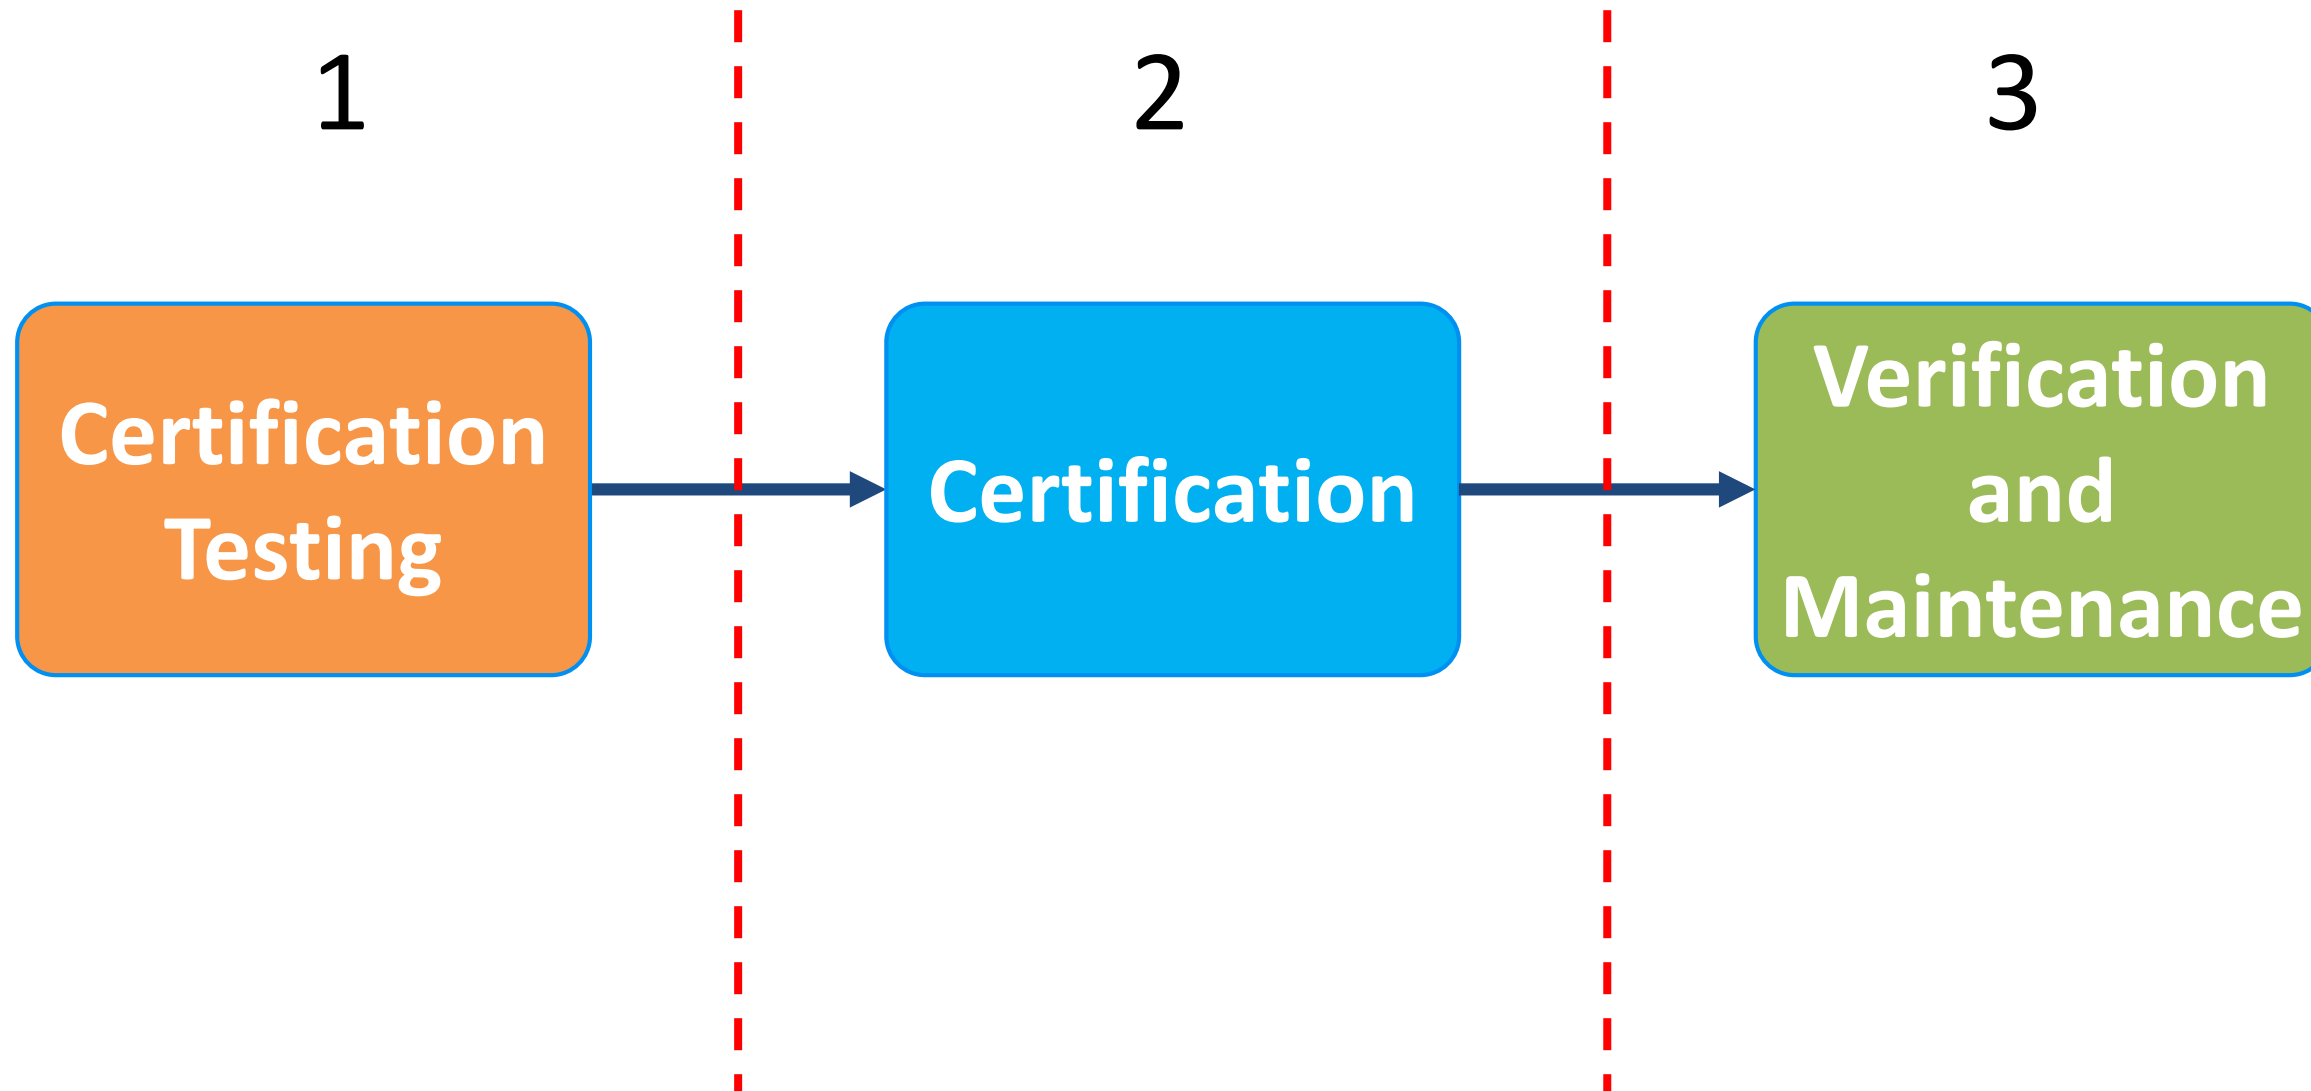 1
2
3
Certification
Testing
Certification
Verification
and
Maintenance